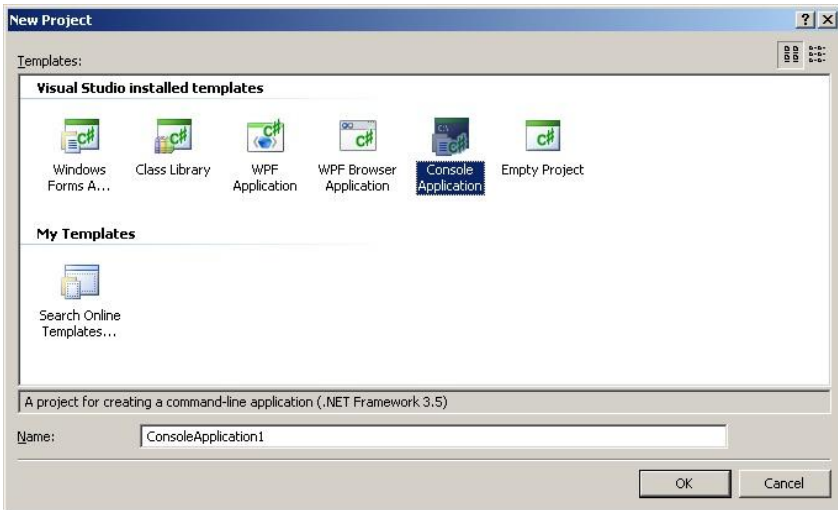 New Project
Templates:
Visual Studio installed templates
Windows Forms A...
Class Library
WPF Application
WPF Browser Application
Console Application
Empty Project
My Templates
Search Online Templates...
A project for creating a command-line application (.NET Framework 3.5)
Name:
ConsoleApplication1
OK
Cancel